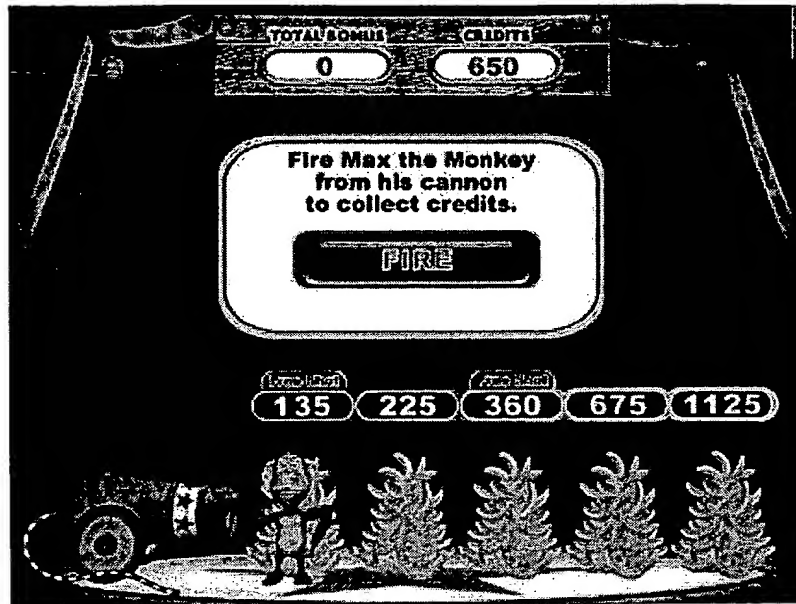 TOTAL BONUS CREDITS
0 650
Fire Max the Monkey
from his cannon
to collect credits.
FIRE
135 225 360 675 1125